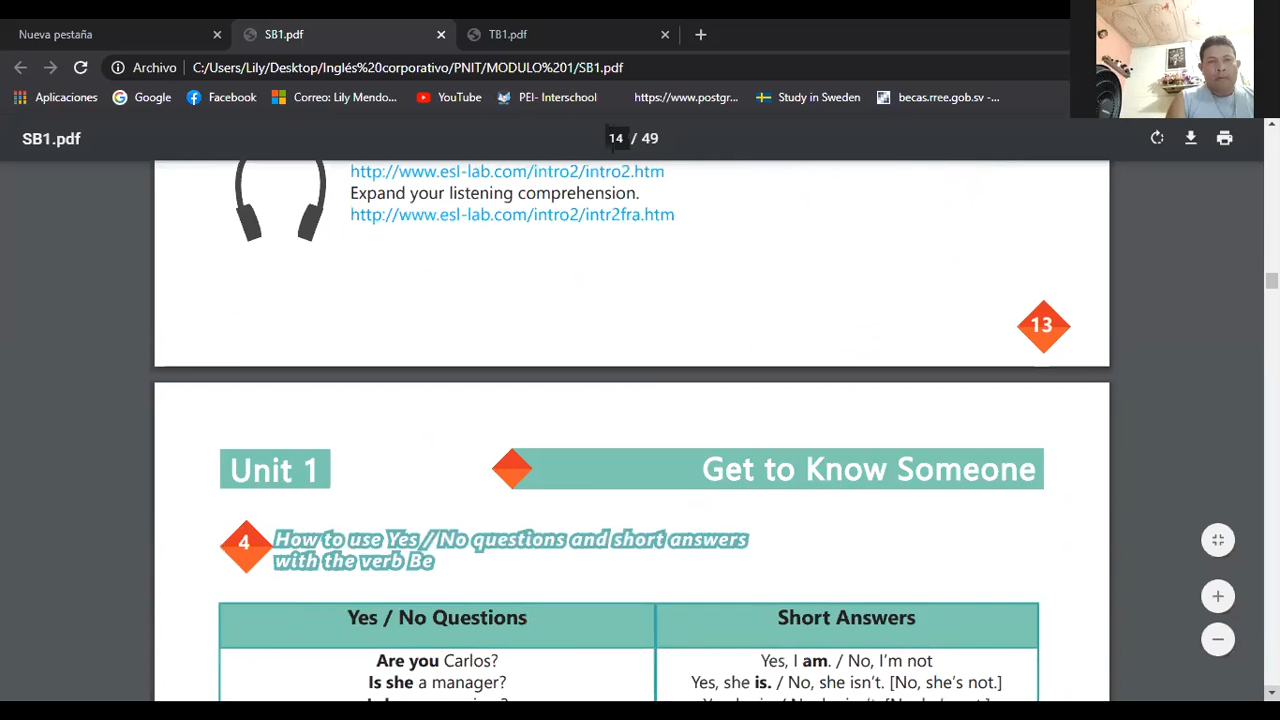 Nueva pestaña
SB1.pdf
TB1.pdf
Archivo
C:/Users/Lily/Desktop/Inglés%20corporativo/PNIT/MODULO%201/SB1.pdf
Aplicaciones
Google
Facebook
Correo: Lily Mendo...
YouTube
PEI- Interschool
https://www.postgr...
Study in Sweden
becas.rree.gob.sv -...
SB1.pdf
14 / 49
http://www.esl-lab.com/intro2/intro2.htm
Expand your listening comprehension.
http://www.esl-lab.com/intro2/intr2fra.htm
13
Unit 1
Get to Know Someone
4
How to use Yes / No questions and short answers
with the verb Be
Yes / No Questions
Short Answers
Are you Carlos?
Yes, I am. / No, I'm not
Is she a manager?
Yes, she is. / No, she isn't. [No, she's not.]